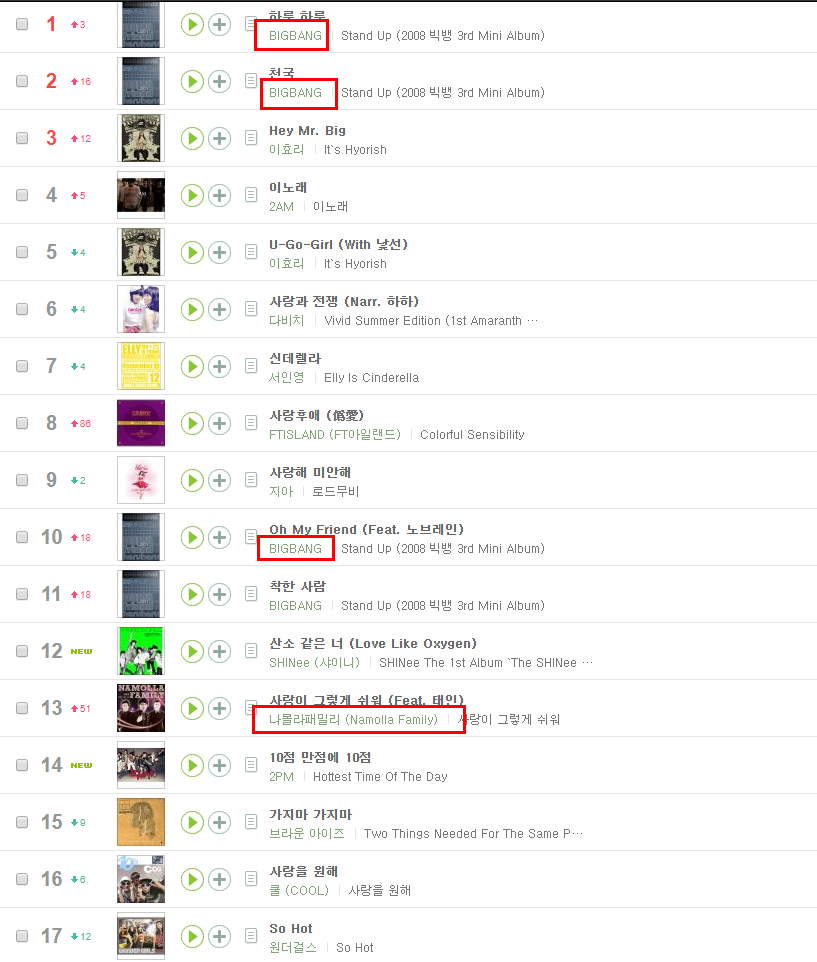 1 3
하루 하루
BIGBANG Stand Up (2008 빅뱅 3rd Mini Album)
2 16
천국
BIGBANG Stand Up (2008 빅뱅 3rd Mini Album)
3 12
Hey Mr. Big
이효리 It`s Hyorish
4 5
이노래
2AM 이노래
5 4
U-Go-Girl (With 낯선)
이효리 It`s Hyorish
6 4
사랑과 전쟁 (Narr. 하하)
다비치 Vivid Summer Edition (1st Amaranth ···
7 4
신데렐라
서인영 Elly Is Cinderella
8 86
사랑후애 (僞愛)
FTISLAND (FT아일랜드) Colorful Sensibility
9 2
사랑해 미안해
지아 로드무비
10 18
Oh My Friend (Feat. 노브레인)
BIGBANG Stand Up (2008 빅뱅 3rd Mini Album)
11 18
착한 사람
BIGBANG Stand Up (2008 빅뱅 3rd Mini Album)
12 NEW
산소 같은 너 (Love Like Oxygen)
SHINee (샤이니) SHINee The 1st Album `The SHINee ···
13 51
NAMOLLA
FAMILY
사랑이 그렇게 쉬워 (Feat. 태인)
나몰라패밀리 (Namolla Family) 사랑이 그렇게 쉬워
14 NEW
10점 만점에 10점
2PM Hottest Time Of The Day
15 9
가지마 가지마
브라운 아이즈 Two Things Needed For The Same P···
16 6
사랑을 원해
쿨 (COOL) 사랑을 원해
17 12
So Hot
원더걸스 So Hot